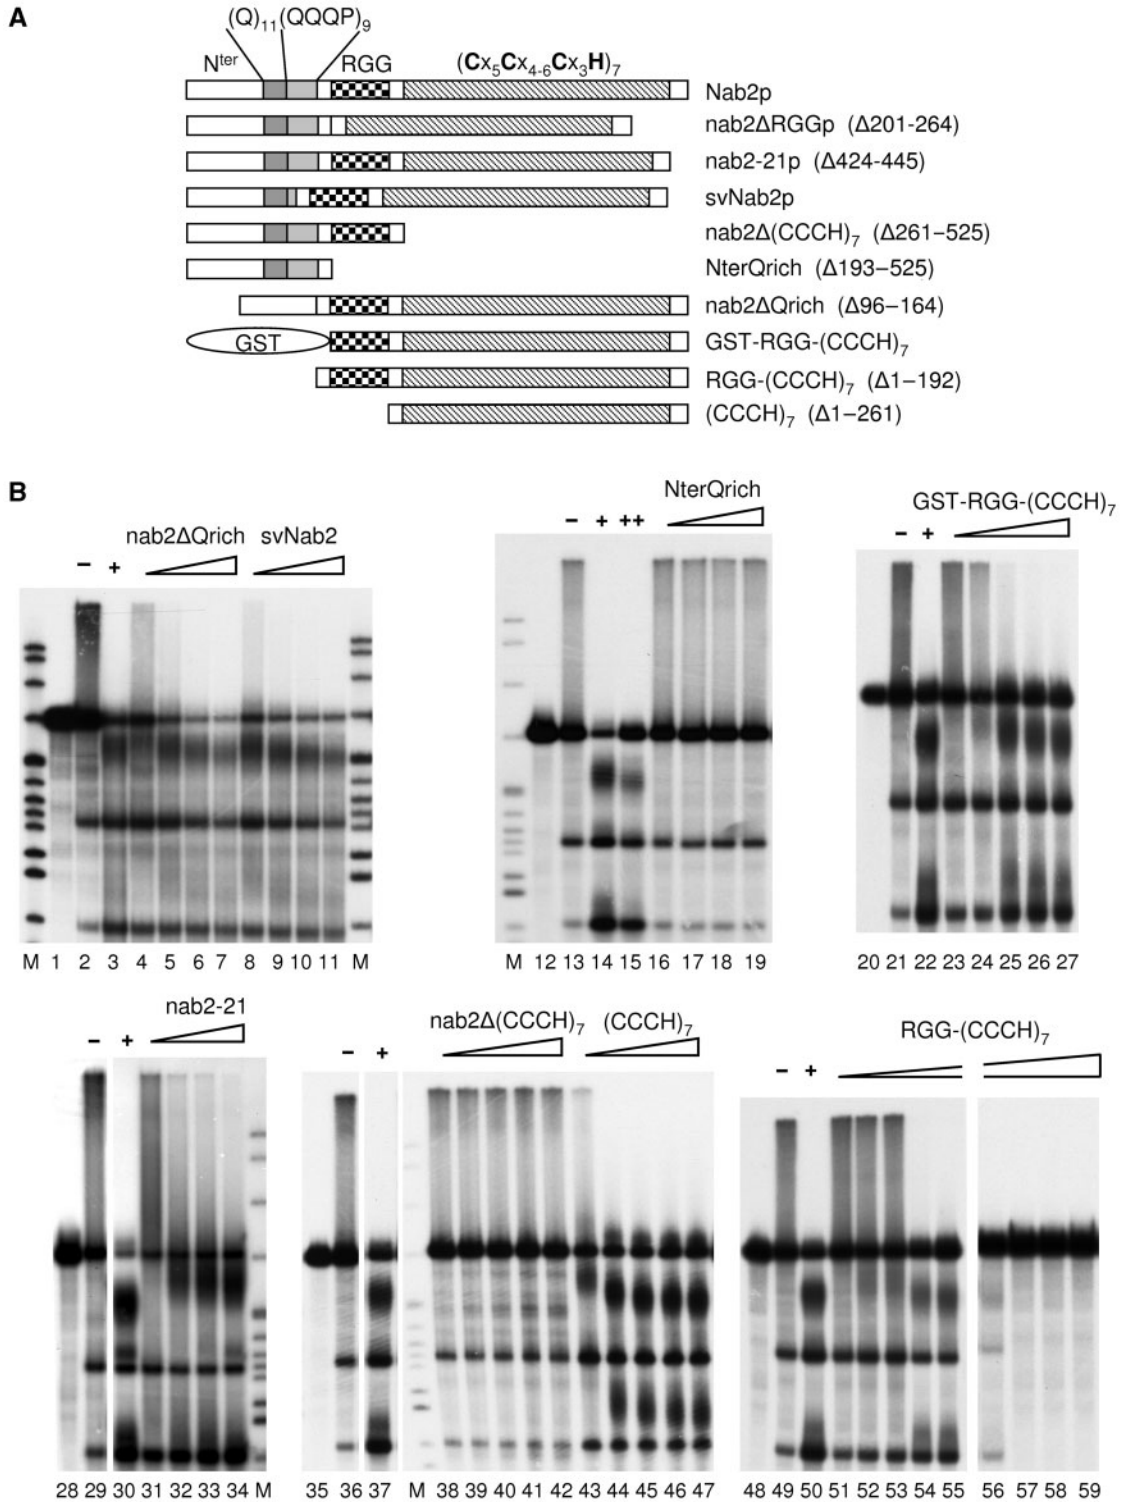 A
(Q)₁₁(QQQP)₉
Nᵗᵉʳ RGG (Cx₅Cx₄₋₆Cx₃H)₇
Nab2p
nab2ΔRGGp (Δ201-264)
nab2-21p (Δ424-445)
svNab2p
nab2Δ(CCCH)₇ (Δ261–525)
NterQrich (Δ193–525)
nab2ΔQrich (Δ96–164)
GST GST-RGG-(CCCH)₇
RGG-(CCCH)₇ (Δ1–192)
(CCCH)₇ (Δ1–261)
B
nab2ΔQrich svNab2
– +
NterQrich
– + ++
GST-RGG-(CCCH)₇
– +
M 1 2 3 4 5 6 7 8 9 10 11 M
M 12 13 14 15 16 17 18 19
20 21 22 23 24 25 26 27
nab2-21
– +
nab2Δ(CCCH)₇ (CCCH)₇
– +
RGG-(CCCH)₇
– +
28 29 30 31 32 33 34 M
35 36 37 M 38 39 40 41 42 43 44 45 46 47
48 49 50 51 52 53 54 55 56 57 58 59